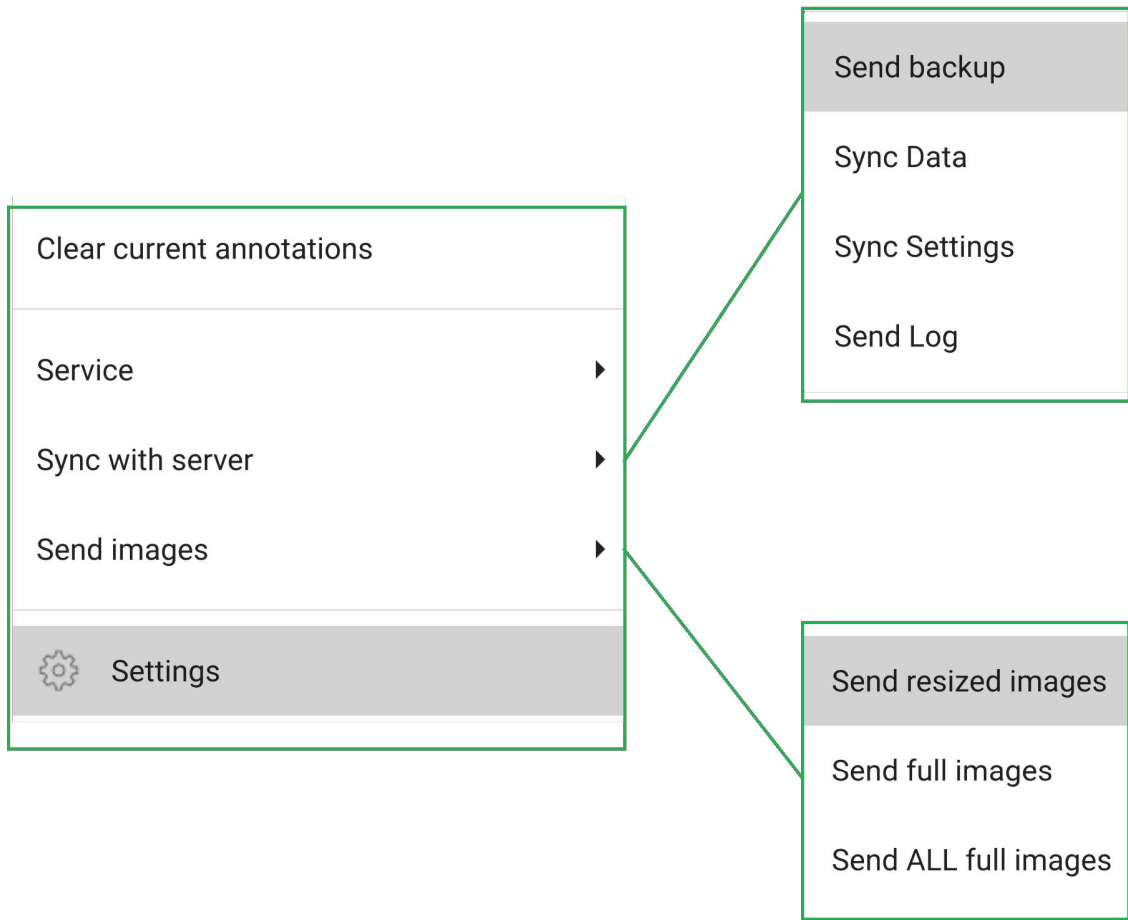 Clear current annotations
Service
Sync with server
Send images
Settings
Send backup
Sync Data
Sync Settings
Send Log
Send resized images
Send full images
Send ALL full images